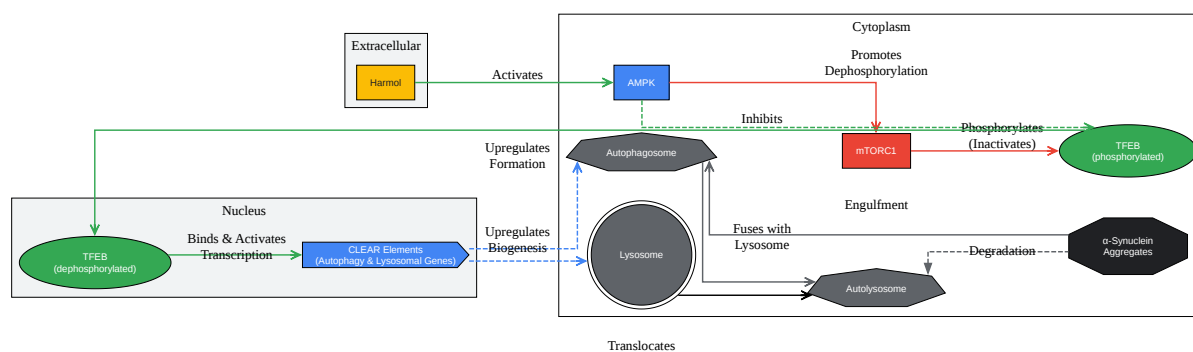 Cytoplasm
Extracellular
Promotes
Dephosphorylation
Harmol
Activates
AMPK
Inhibits
Phosphorylates
(Inactivates)
Upregulates
Formation
Autophagosome
mTORC1
TFEB
(phosphorylated)
Nucleus
Engulfment
Binds & Activates
Transcription
Upregulates
Biogenesis
Fuses with
Lysosome
α-Synuclein
Aggregates
TFEB
(dephosphorylated)
CLEAR Elements
(Autophagy & Lysosomal Genes)
Lysosome
Degradation
Autolysosome
Translocates